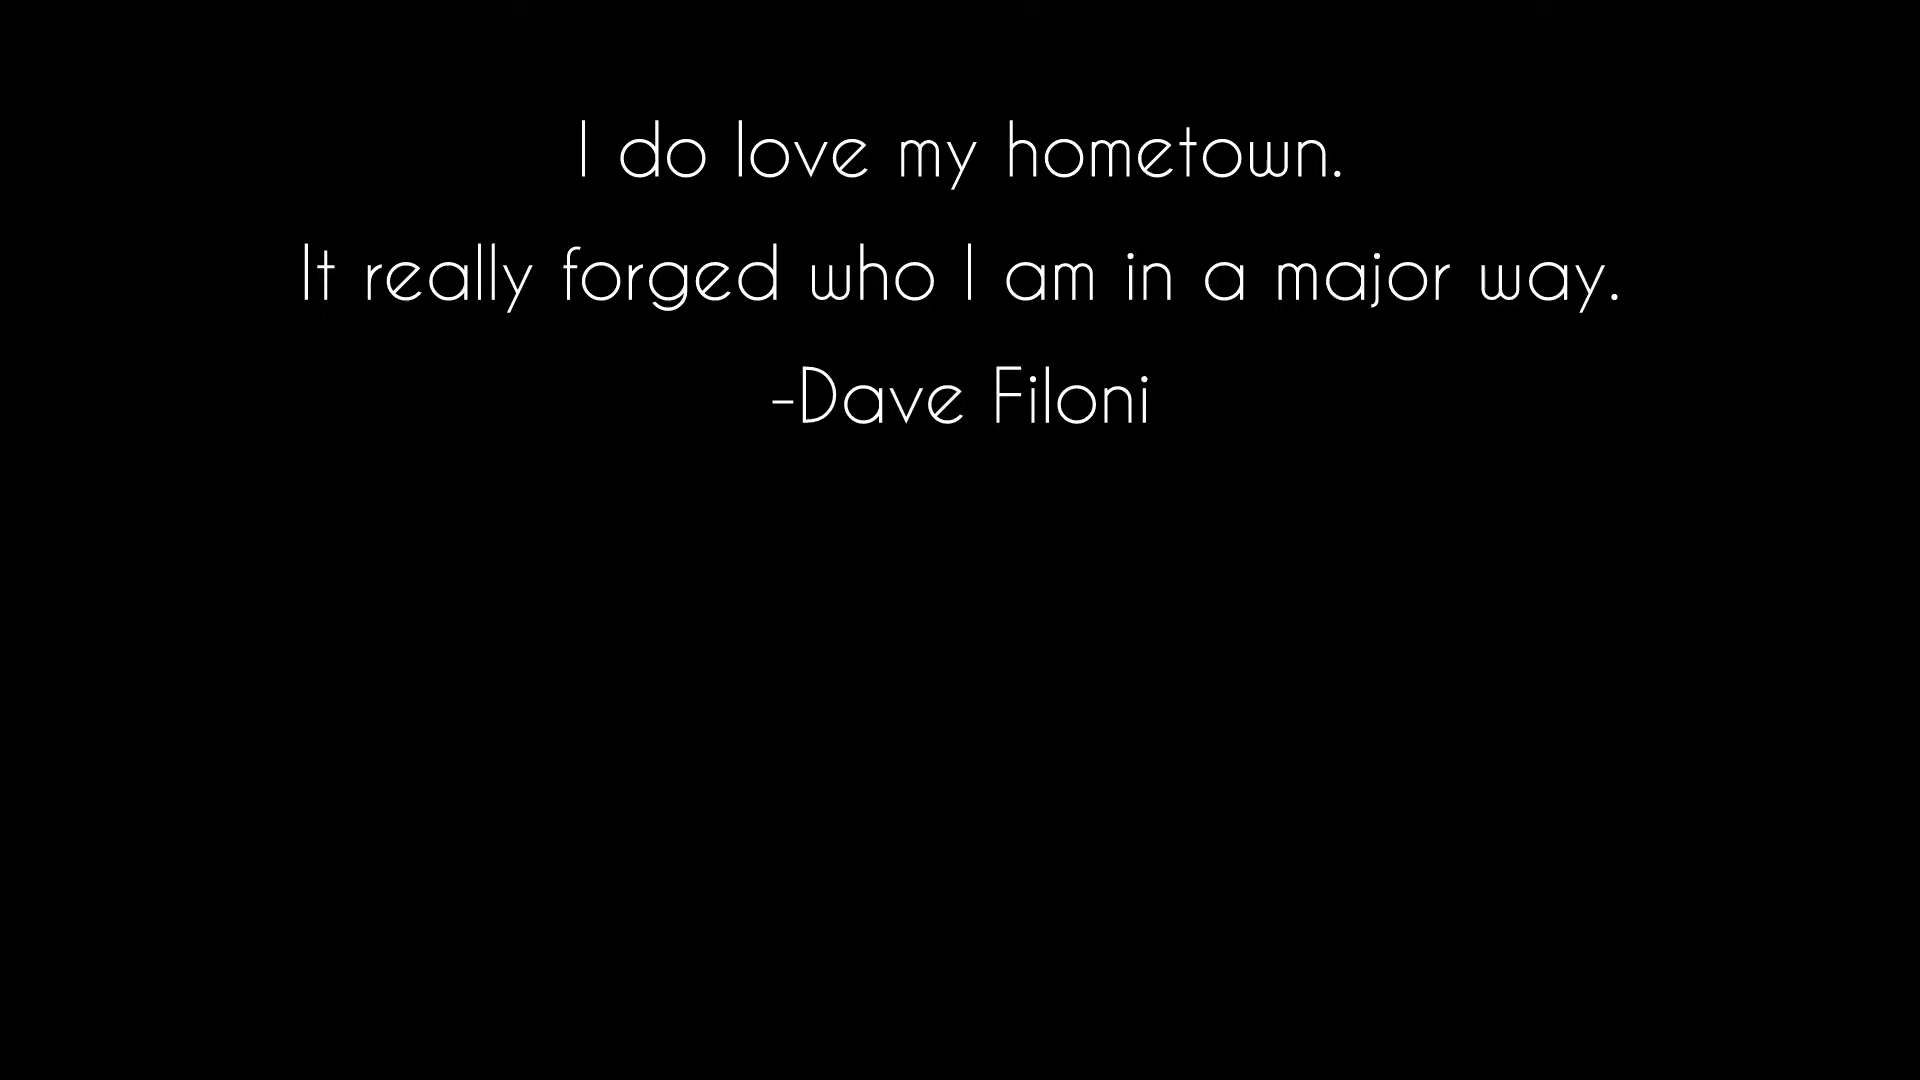 I do love my hometown.
It really forged who I am in a major way.
-Dave Filoni